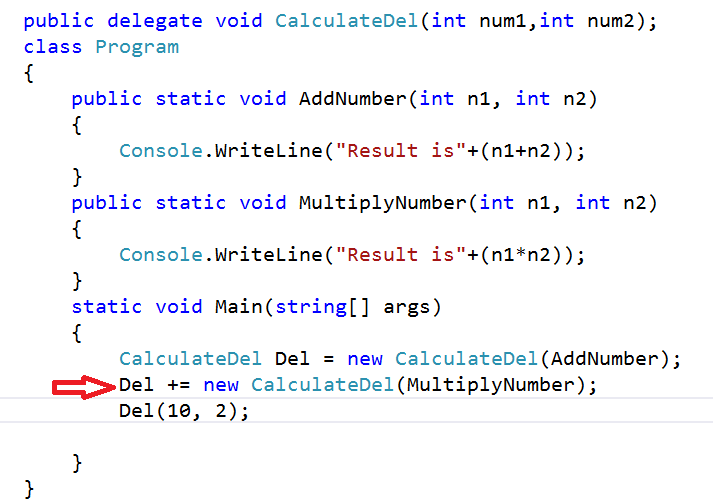 public delegate void CalculateDel(int num1,int num2);
class Program
{
    public static void AddNumber(int n1, int n2)
    {
        Console.WriteLine("Result is"+(n1+n2));
    }
    public static void MultiplyNumber(int n1, int n2)
    {
        Console.WriteLine("Result is"+(n1*n2));
    }
    static void Main(string[] args)
    {
        CalculateDel Del = new CalculateDel(AddNumber);
        Del += new CalculateDel(MultiplyNumber);
        Del(10, 2);
    }
}